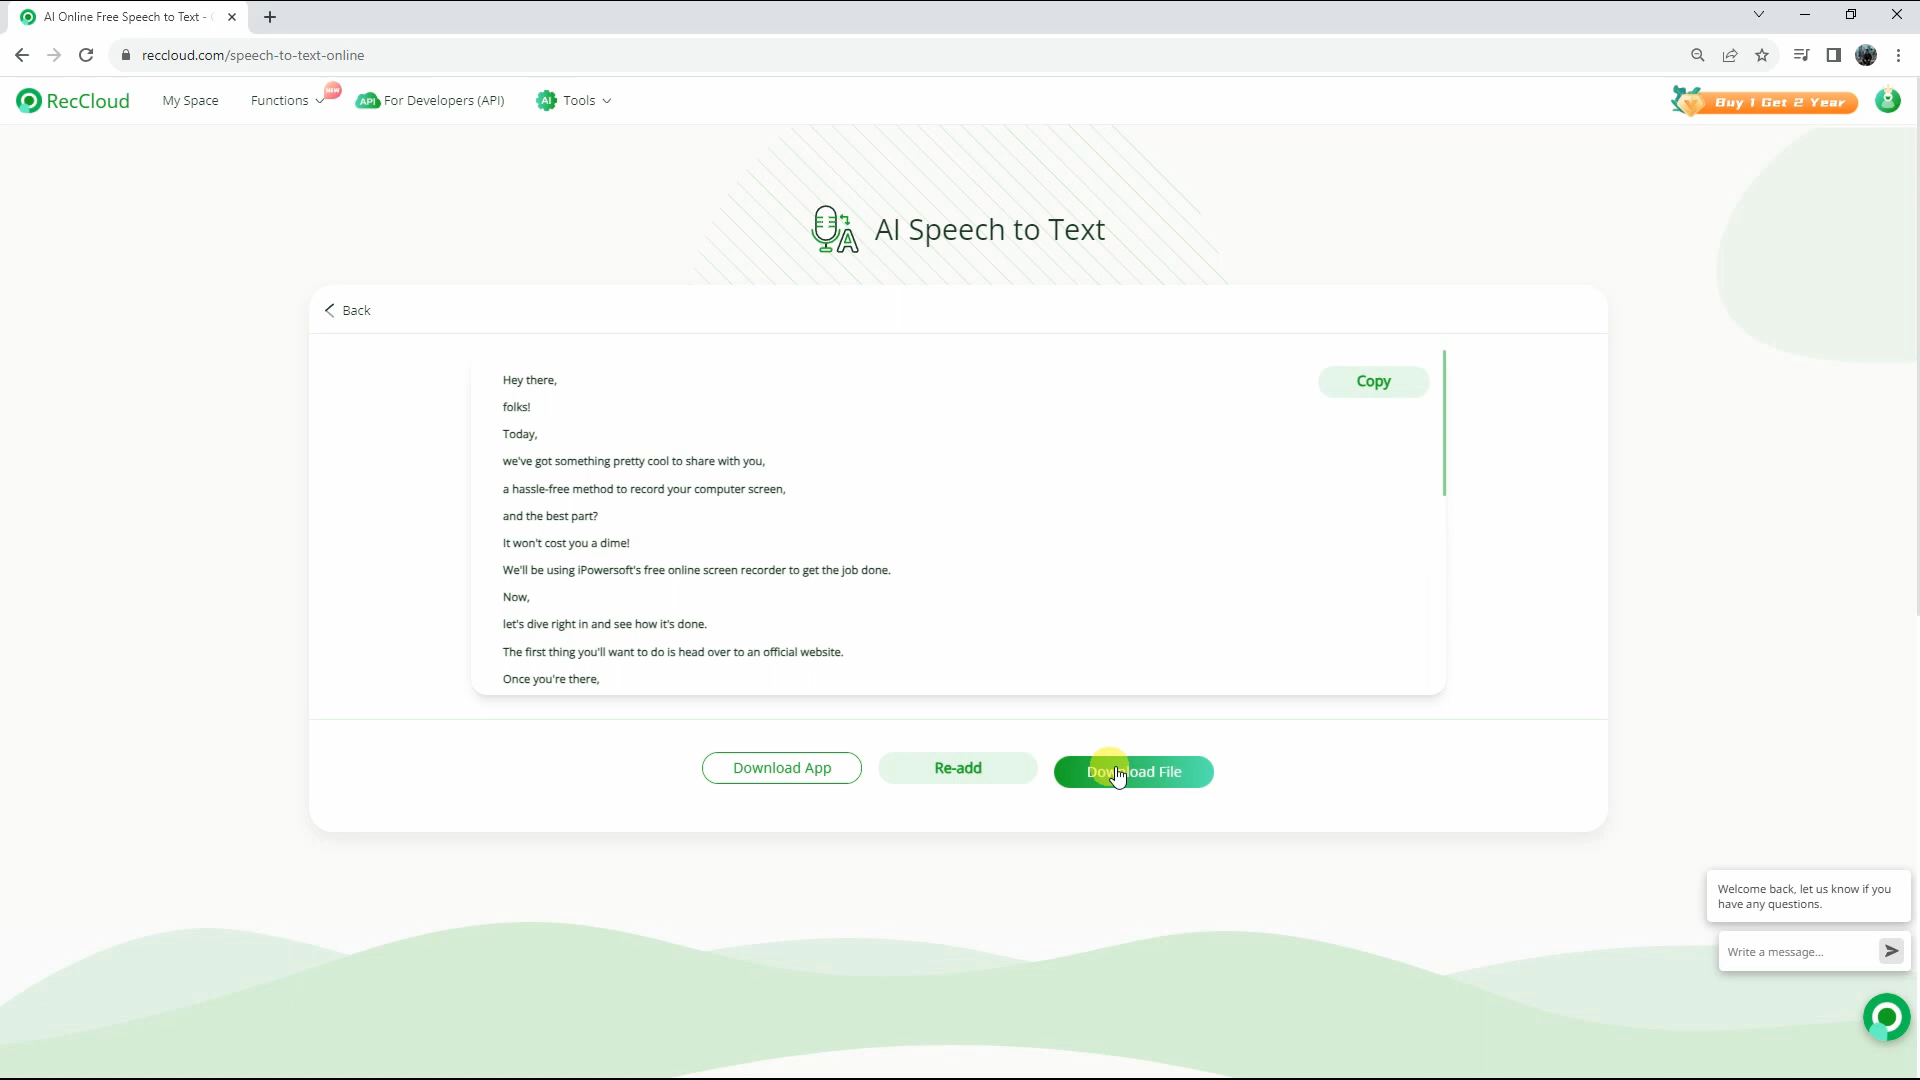 AI Online Free Speech to Text -
reccloud.com/speech-to-text-online
RecCloud
My Space
Functions
NEW
API
For Developers (API)
AI
Tools
Buy 1 Get 2 Year
AI Speech to Text
Back
Copy
Hey there,
folks!
Today,
we've got something pretty cool to share with you,
a hassle-free method to record your computer screen,
and the best part?
It won't cost you a dime!
We'll be using iPowersoft's free online screen recorder to get the job done.
Now,
let's dive right in and see how it's done.
The first thing you'll want to do is head over to an official website.
Once you're there,
Download App
Re-add
Download File
Welcome back, let us know if you
have any questions.
Write a message...